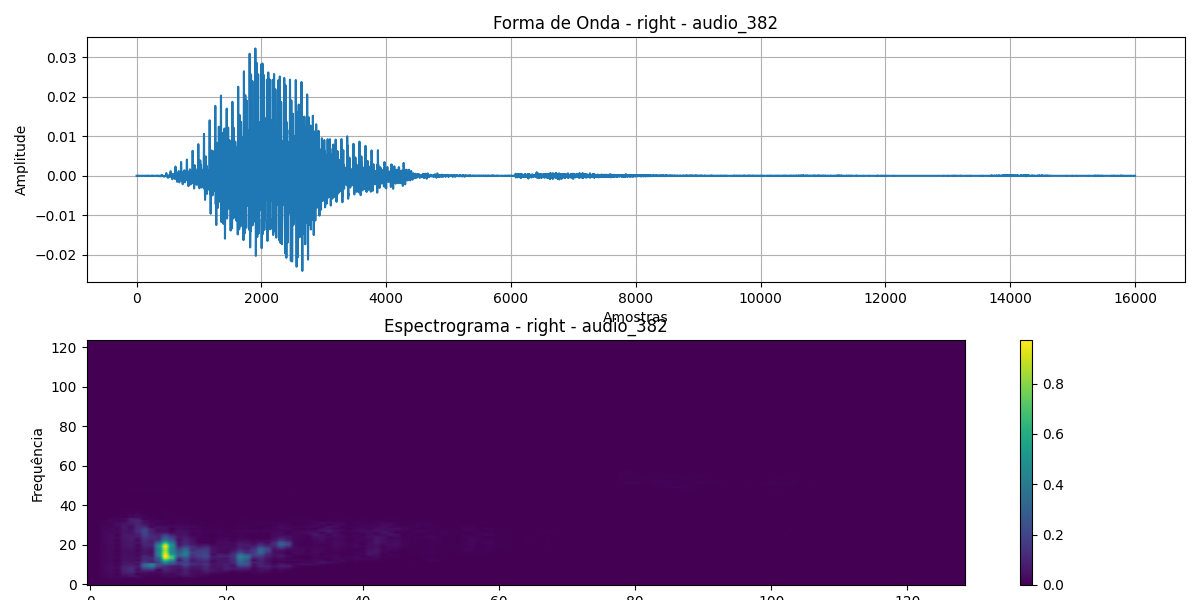 Forma de Onda - right - audio_382
Amplitude
0.03
0.02
0.01
0.00
−0.01
−0.02
0 2000 4000 6000 8000 10000 12000 14000 16000
Amostras
Espectrograma - right - audio_382
Frequência
120
100
80
60
40
20
0
0 20 40 60 80 100 120
0.8
0.6
0.4
0.2
0.0